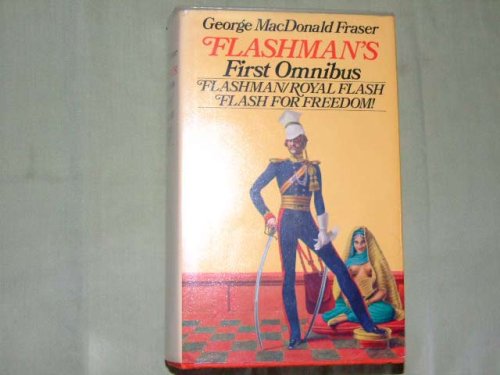 George MacDonald Fraser
FLASHMAN'S
First Omnibus
FLASHMAN/ROYAL FLASH
FLASH FOR FREEDOM!